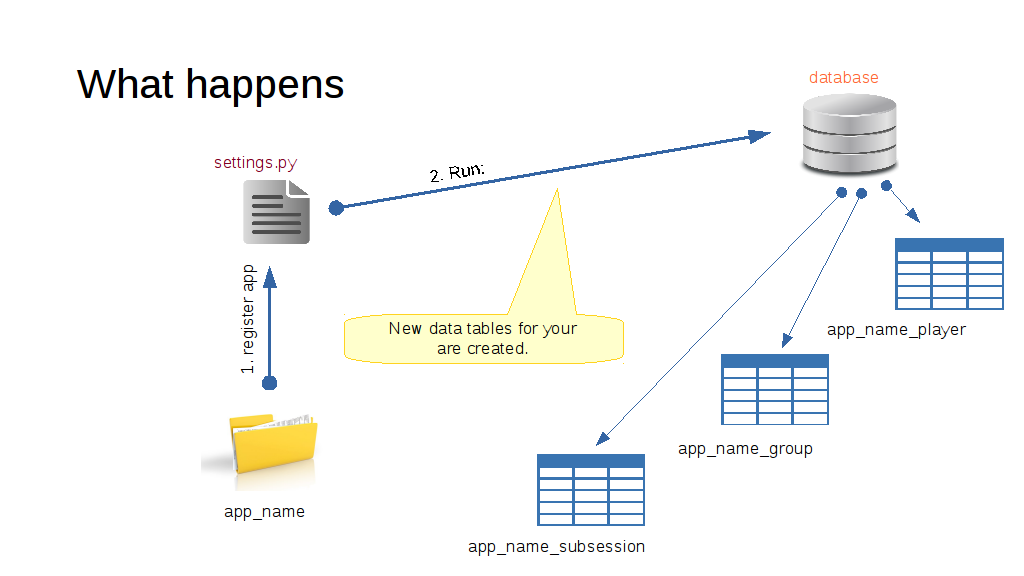 What happens
database
settings.py
2. Run:
1. register app
New data tables for your
are created.
app_name_player
app_name_group
app_name
app_name_subsession